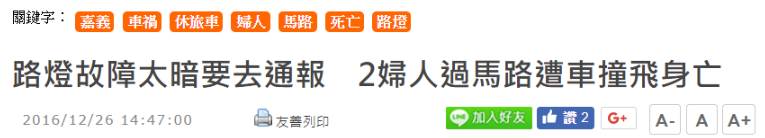 關鍵字： 嘉義 車禍 休旅車 婦人 馬路 死亡 路燈
路燈故障太暗要去通報　2婦人過馬路遭車撞飛身亡
2016/12/26 14:47:00 友善列印 LINE 加入好友 讚 2 G+ A- A A+